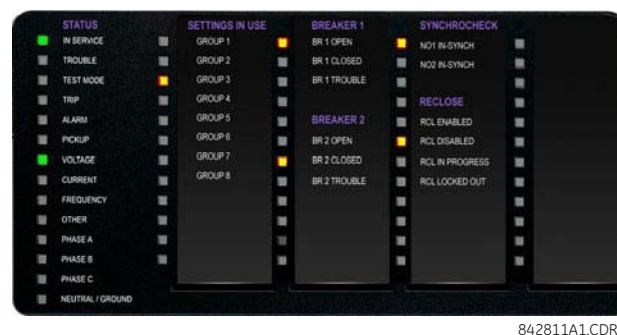 STATUS
IN SERVICE
TROUBLE
TEST MODE
TRIP
ALARM
PICKUP
VOLTAGE
CURRENT
FREQUENCY
OTHER
PHASE A
PHASE B
PHASE C
NEUTRAL / GROUND
SETTINGS IN USE
GROUP 1
GROUP 2
GROUP 3
GROUP 4
GROUP 5
GROUP 6
GROUP 7
GROUP 8
BREAKER 1
BR 1 OPEN
BR 1 CLOSED
BR 1 TROUBLE
BREAKER 2
BR 2 OPEN
BR 2 CLOSED
BR 2 TROUBLE
SYNCHROCHECK
NO1 IN-SYNCH
NO2 IN-SYNCH
RECLOSE
RCL ENABLED
RCL DISABLED
RCL IN PROGRESS
RCL LOCKED OUT
842811A1.CDR